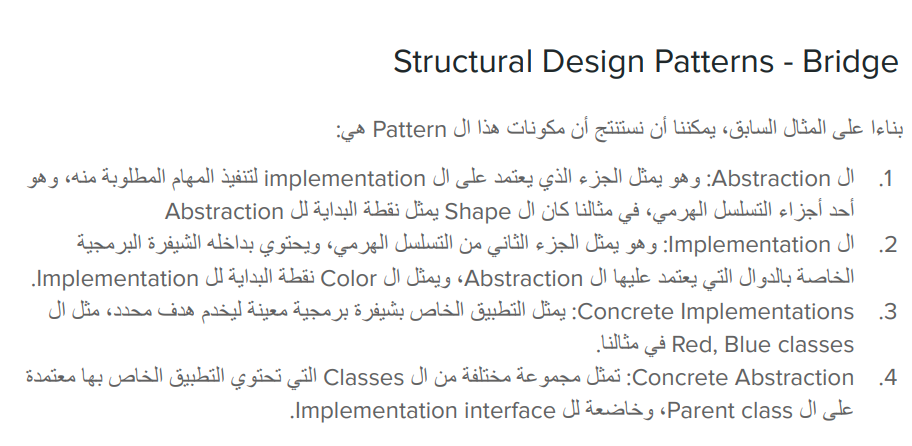 Structural Design Patterns - Bridge
بناءا على المثال السابق، يمكننا أن نستنتج أن مكونات هذا ال Pattern هي:
1. ال Abstraction: وهو يمثل الجزء الذي يعتمد على ال implementation لتنفيذ المهام المطلوبة منه، وهو
أحد أجزاء التسلسل الهرمي، في مثالنا كان ال Shape يمثل نقطة البداية لل Abstraction
2. ال Implementation: وهو يمثل الجزء الثاني من التسلسل الهرمي، ويحتوي بداخله الشيفرة البرمجية
الخاصة بالدوال التي يعتمد عليها ال Abstraction، ويمثل ال Color نقطة البداية لل Implementation.
3. Concrete Implementations: يمثل التطبيق الخاص بشيفرة برمجية معينة ليخدم هدف محدد، مثل ال
Red, Blue classes في مثالنا.
4. Concrete Abstraction: تمثل مجموعة مختلفة من ال Classes التي تحتوي التطبيق الخاص بها معتمدة
على ال Parent class، وخاضعة لل Implementation interface.